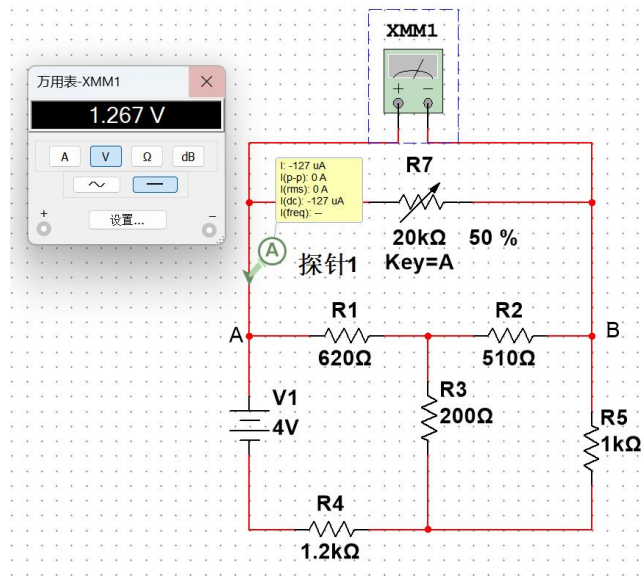 XMM1
+ −
万用表-XMM1 ×
1.267 V
A V Ω dB
~ —
+ 设置... −
I: -127 uA
I(p-p): 0 A
I(rms): 0 A
I(dc): -127 uA
I(freq): --
R7
20kΩ 50 %
Key=A
A
探针1
A
R1
620Ω
R2
510Ω
B
V1
4V
R3
200Ω
R5
1kΩ
R4
1.2kΩ